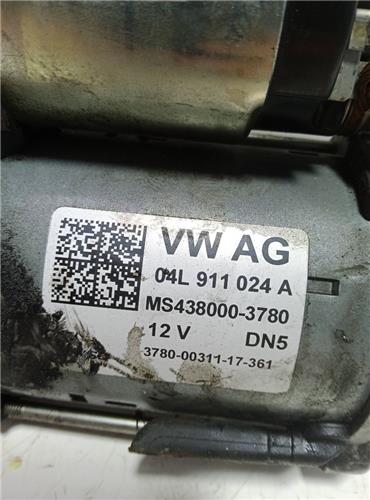 VW AG
04L 911 024 A
MS438000-3780
12 V DN5
3780-00311-17-361